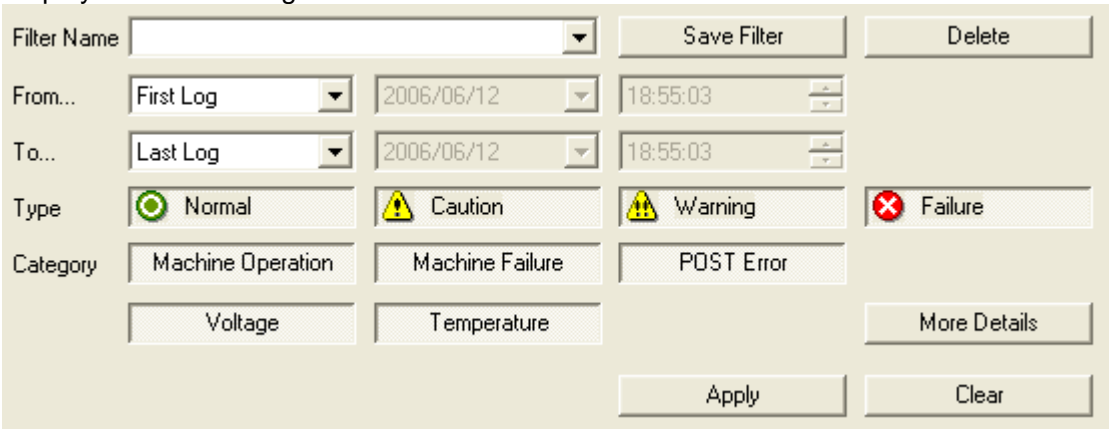 Filter Name Save Filter Delete
From... First Log 2006/06/12 18:55:03
To... Last Log 2006/06/12 18:55:03
Type Normal Caution Warning Failure
Category Machine Operation Machine Failure POST Error
Voltage Temperature More Details
Apply Clear